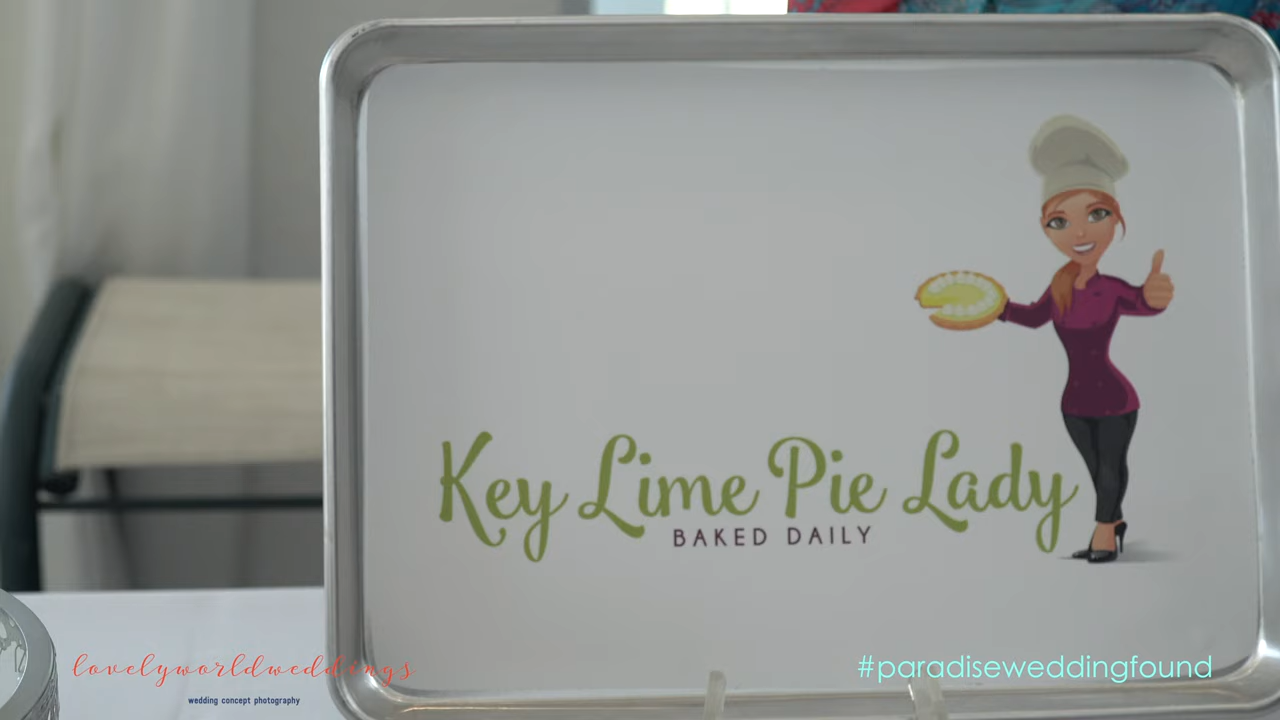 Key Lime Pie Lady
BAKED DAILY
lovelyworldweddings
wedding concept photography
#paradiseweddingfound